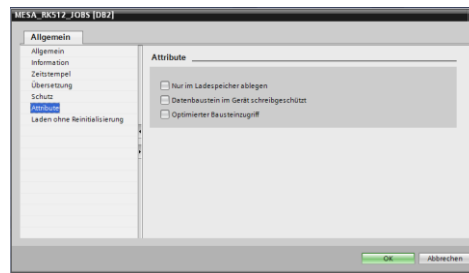 MESA_RK512_JOBS [DB2]
Allgemein
Allgemein
Information
Zeitstempel
Übersetzung
Schutz
Attribute
Laden ohne Reinitialisierung
Attribute
Nur im Ladespeicher ablegen
Datenbaustein im Gerät schreibgeschützt
Optimierter Bausteinzugriff
OK
Abbrechen